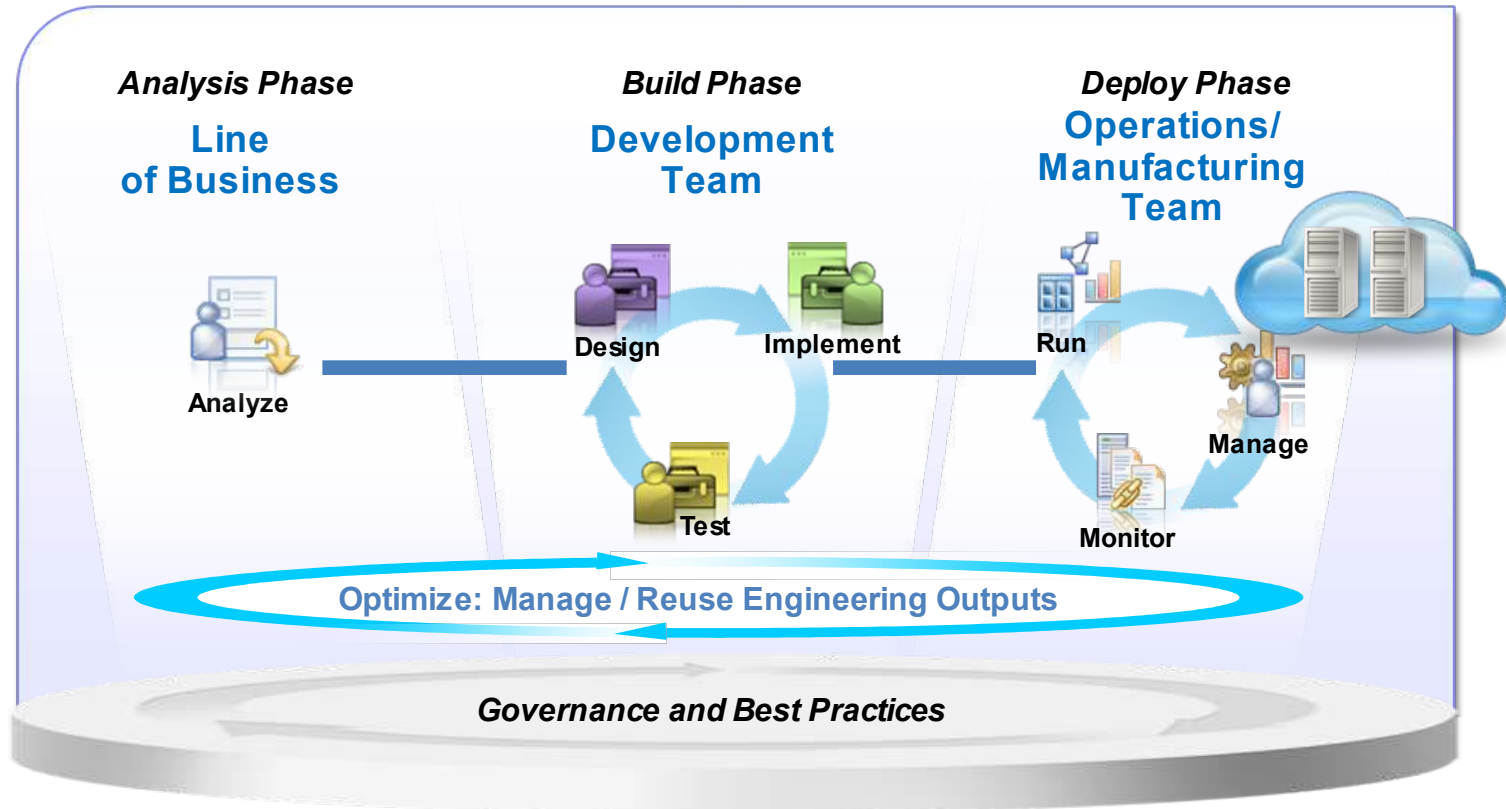 Analysis Phase
Line
of Business
Analyze
Build Phase
Development
Team
Design
Implement
Test
Deploy Phase
Operations/
Manufacturing
Team
Run
Manage
Monitor
Optimize: Manage / Reuse Engineering Outputs
Governance and Best Practices